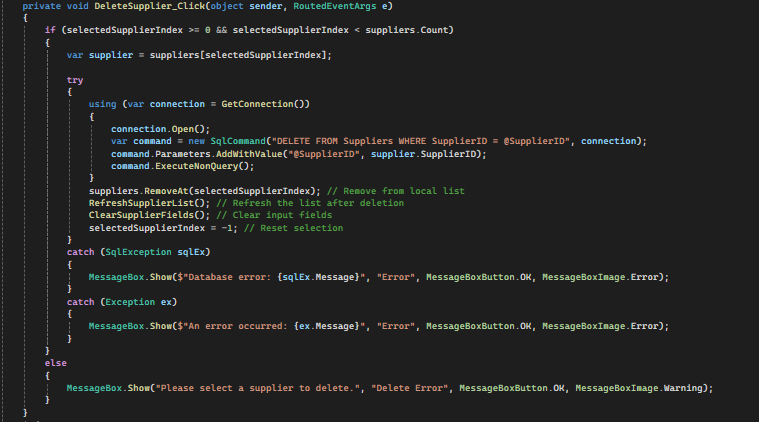 private void DeleteSupplier_Click(object sender, RoutedEventArgs e)
{
if (selectedSupplierIndex >= 0 && selectedSupplierIndex < suppliers.Count)
{
var supplier = suppliers[selectedSupplierIndex];
try
{
using (var connection = GetConnection())
{
connection.Open();
var command = new SqlCommand("DELETE FROM Suppliers WHERE SupplierID = @SupplierID", connection);
command.Parameters.AddWithValue("@SupplierID", supplier.SupplierID);
command.ExecuteNonQuery();
}
suppliers.RemoveAt(selectedSupplierIndex); // Remove from local list
RefreshSupplierList(); // Refresh the list after deletion
ClearSupplierFields(); // Clear input fields
selectedSupplierIndex = -1; // Reset selection
}
catch (SqlException sqlEx)
{
MessageBox.Show($"Database error: {sqlEx.Message}", "Error", MessageBoxButton.OK, MessageBoxImage.Error);
}
catch (Exception ex)
{
MessageBox.Show($"An error occurred: {ex.Message}", "Error", MessageBoxButton.OK, MessageBoxImage.Error);
}
}
else
{
MessageBox.Show("Please select a supplier to delete.", "Delete Error", MessageBoxButton.OK, MessageBoxImage.Warning);
}
}